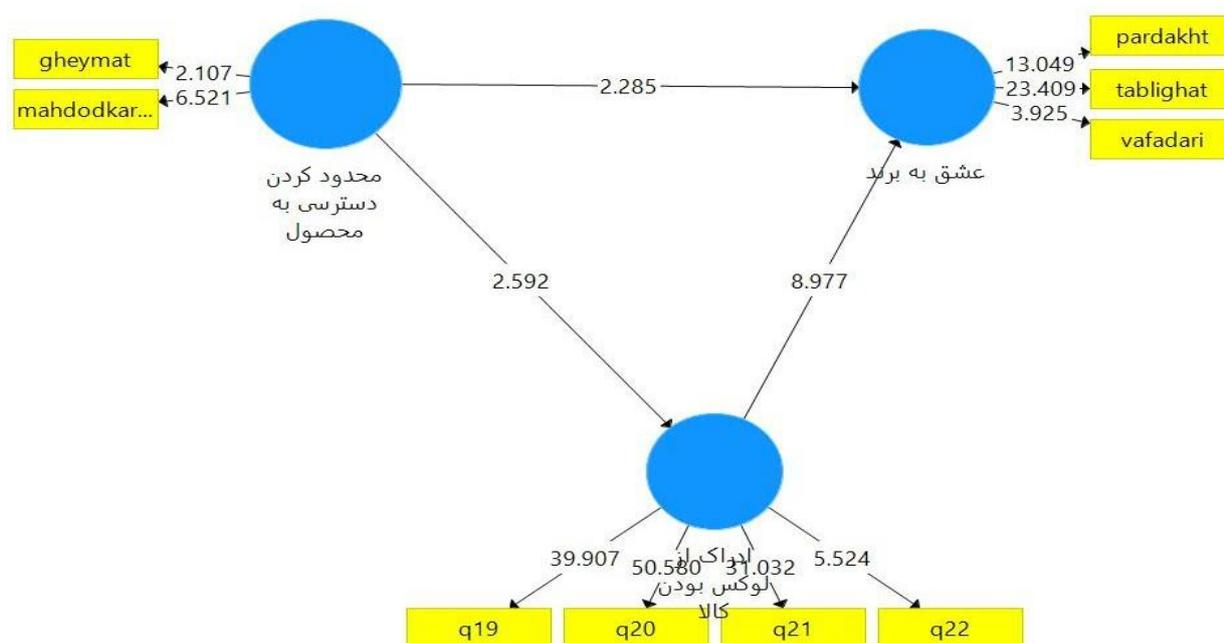 gheymat
mahdodkar...
2.107
6.521
2.285
13.049
23.409
3.925
pardakht
tablighat
vafadari
محدود کردن
دسترسی به
محصول
عشق به برند
2.592
8.977
39.907
50.580
31.032
5.524
ادراک از
لوکس بودن
کالا
q19
q20
q21
q22